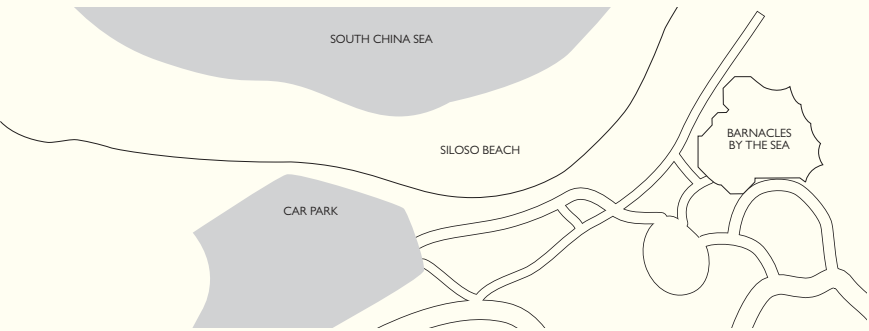 SOUTH CHINA SEA
BARNACLES
BY THE SEA
SILOSO BEACH
CAR PARK